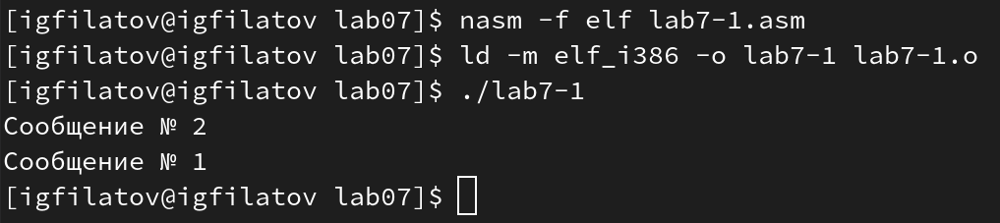 [igfilatov@igfilatov lab07]$ nasm -f elf lab7-1.asm
[igfilatov@igfilatov lab07]$ ld -m elf_i386 -o lab7-1 lab7-1.o
[igfilatov@igfilatov lab07]$ ./lab7-1
Сообщение № 2
Сообщение № 1
[igfilatov@igfilatov lab07]$